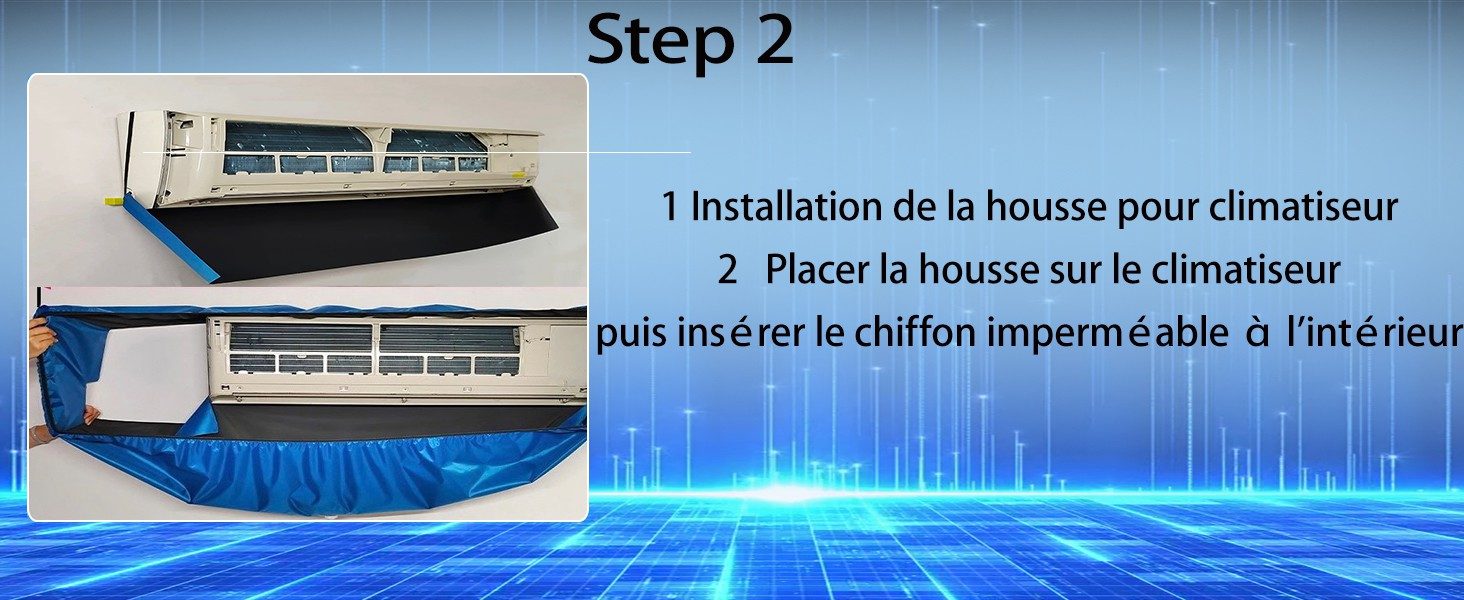 Step 2
1 Installation de la housse pour climatiseur
2 Placer la housse sur le climatiseur
puis insérer le chiffon imperméable à l’intérieur